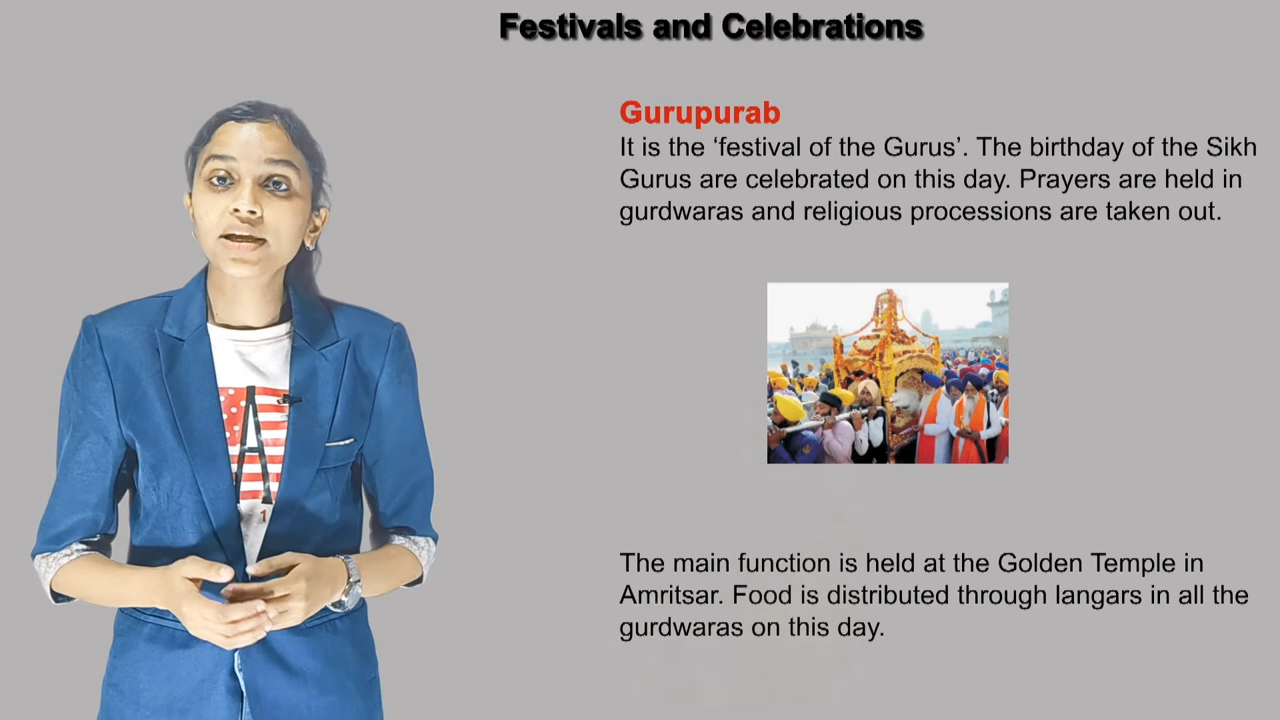 Festivals and Celebrations
Gurupurab
It is the ‘festival of the Gurus’. The birthday of the Sikh
Gurus are celebrated on this day. Prayers are held in
gurdwaras and religious processions are taken out.
A
1
The main function is held at the Golden Temple in
Amritsar. Food is distributed through langars in all the
gurdwaras on this day.